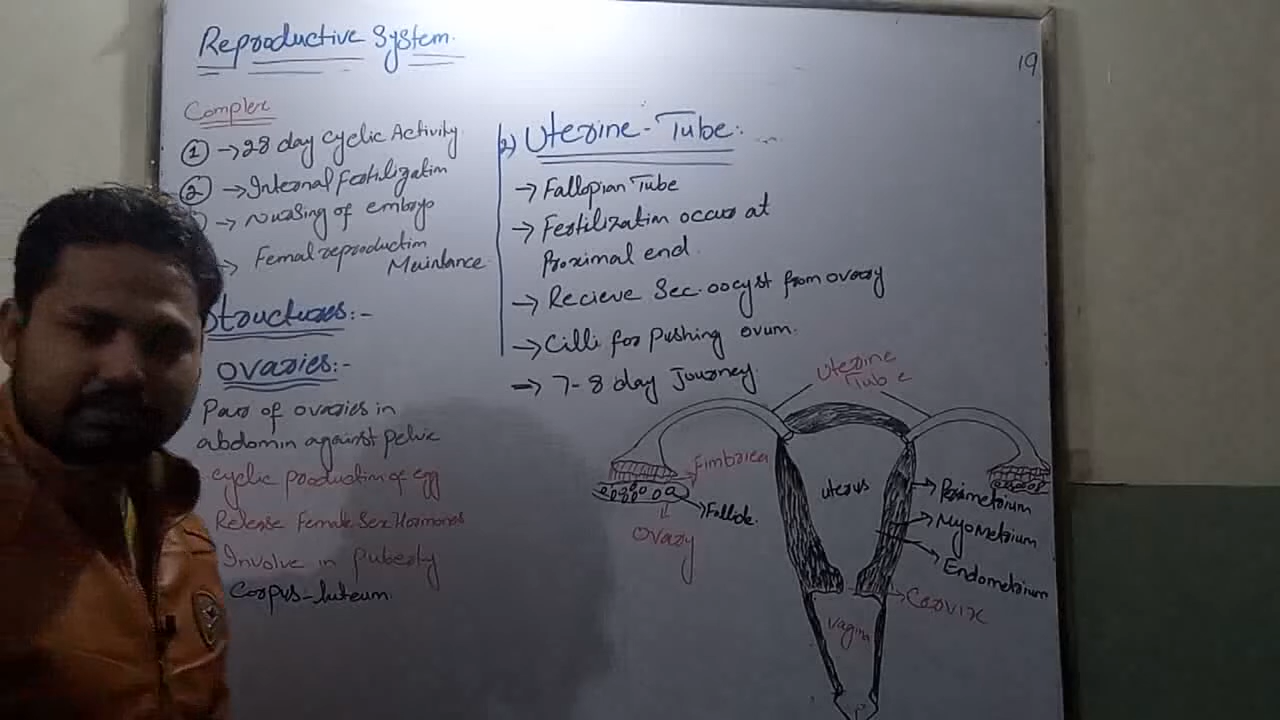 Reproductive System.
19
Complex
① → 28 day cyclic Activity
② → Internal Fertilization
→ Nursing of embryo
→ Femal reproduction
Maintance
Structures:-
Ovaries:-
Pair of ovaries in
abdomin against pelvic
cyclic production of egg
Release Female Sex Hormones
Involve in puberty
Corpus-luteum
2) Uterine-Tube:
→ Fallopian Tube
→ Fertilization occur at
Proximal end.
→ Recieve Sec. oocyst from ovary
→ Cilli for pushing ovum.
→ 7-8 day Journey
Uterine
Tube
Fimbriea
Ovary
uterus
Perimetrium
Myometrium
Endometrium
Vagina